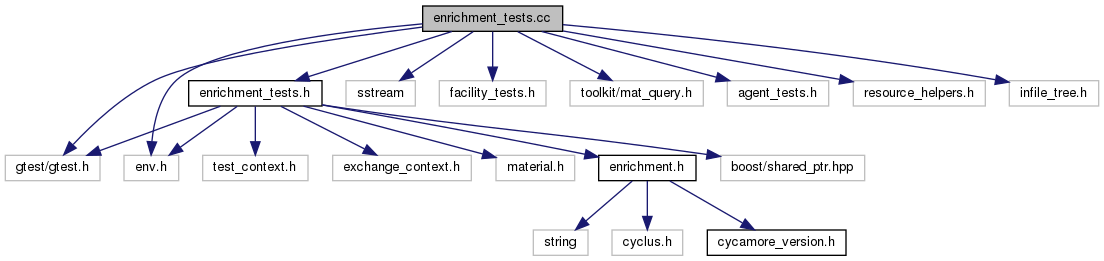 enrichment_tests.cc
enrichment_tests.h
sstream
facility_tests.h
toolkit/mat_query.h
agent_tests.h
resource_helpers.h
infile_tree.h
gtest/gtest.h
env.h
test_context.h
exchange_context.h
material.h
enrichment.h
boost/shared_ptr.hpp
string
cyclus.h
cycamore_version.h